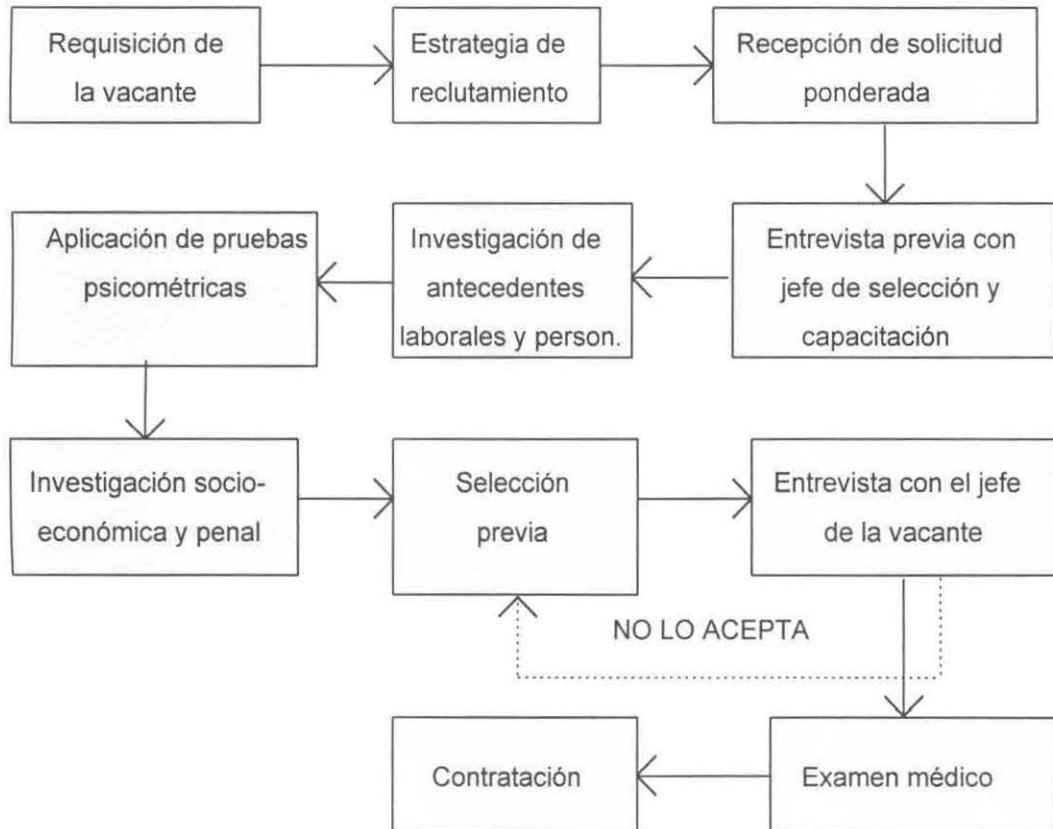 Requisición de
la vacante
Estrategia de
reclutamiento
Recepción de solicitud
ponderada
Entrevista previa con
jefe de selección y
capacitación
Investigación de
antecedentes
laborales y person.
Aplicación de pruebas
psicométricas
Investigación socio-
económica y penal
Selección
previa
Entrevista con el jefe
de la vacante
NO LO ACEPTA
Examen médico
Contratación